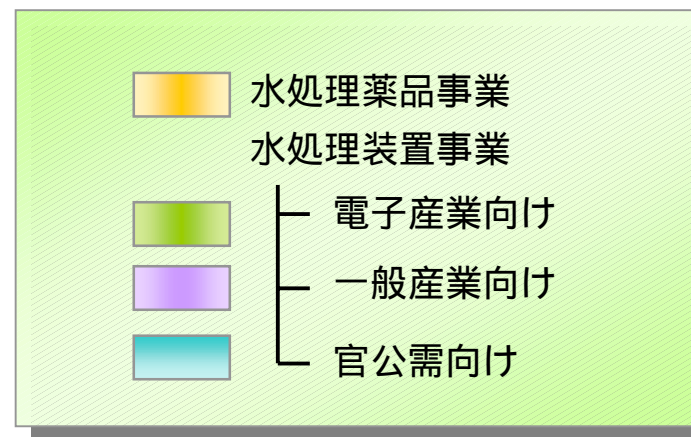 水処理薬品事業
水処理装置事業
電子産業向け
一般産業向け
官公需向け